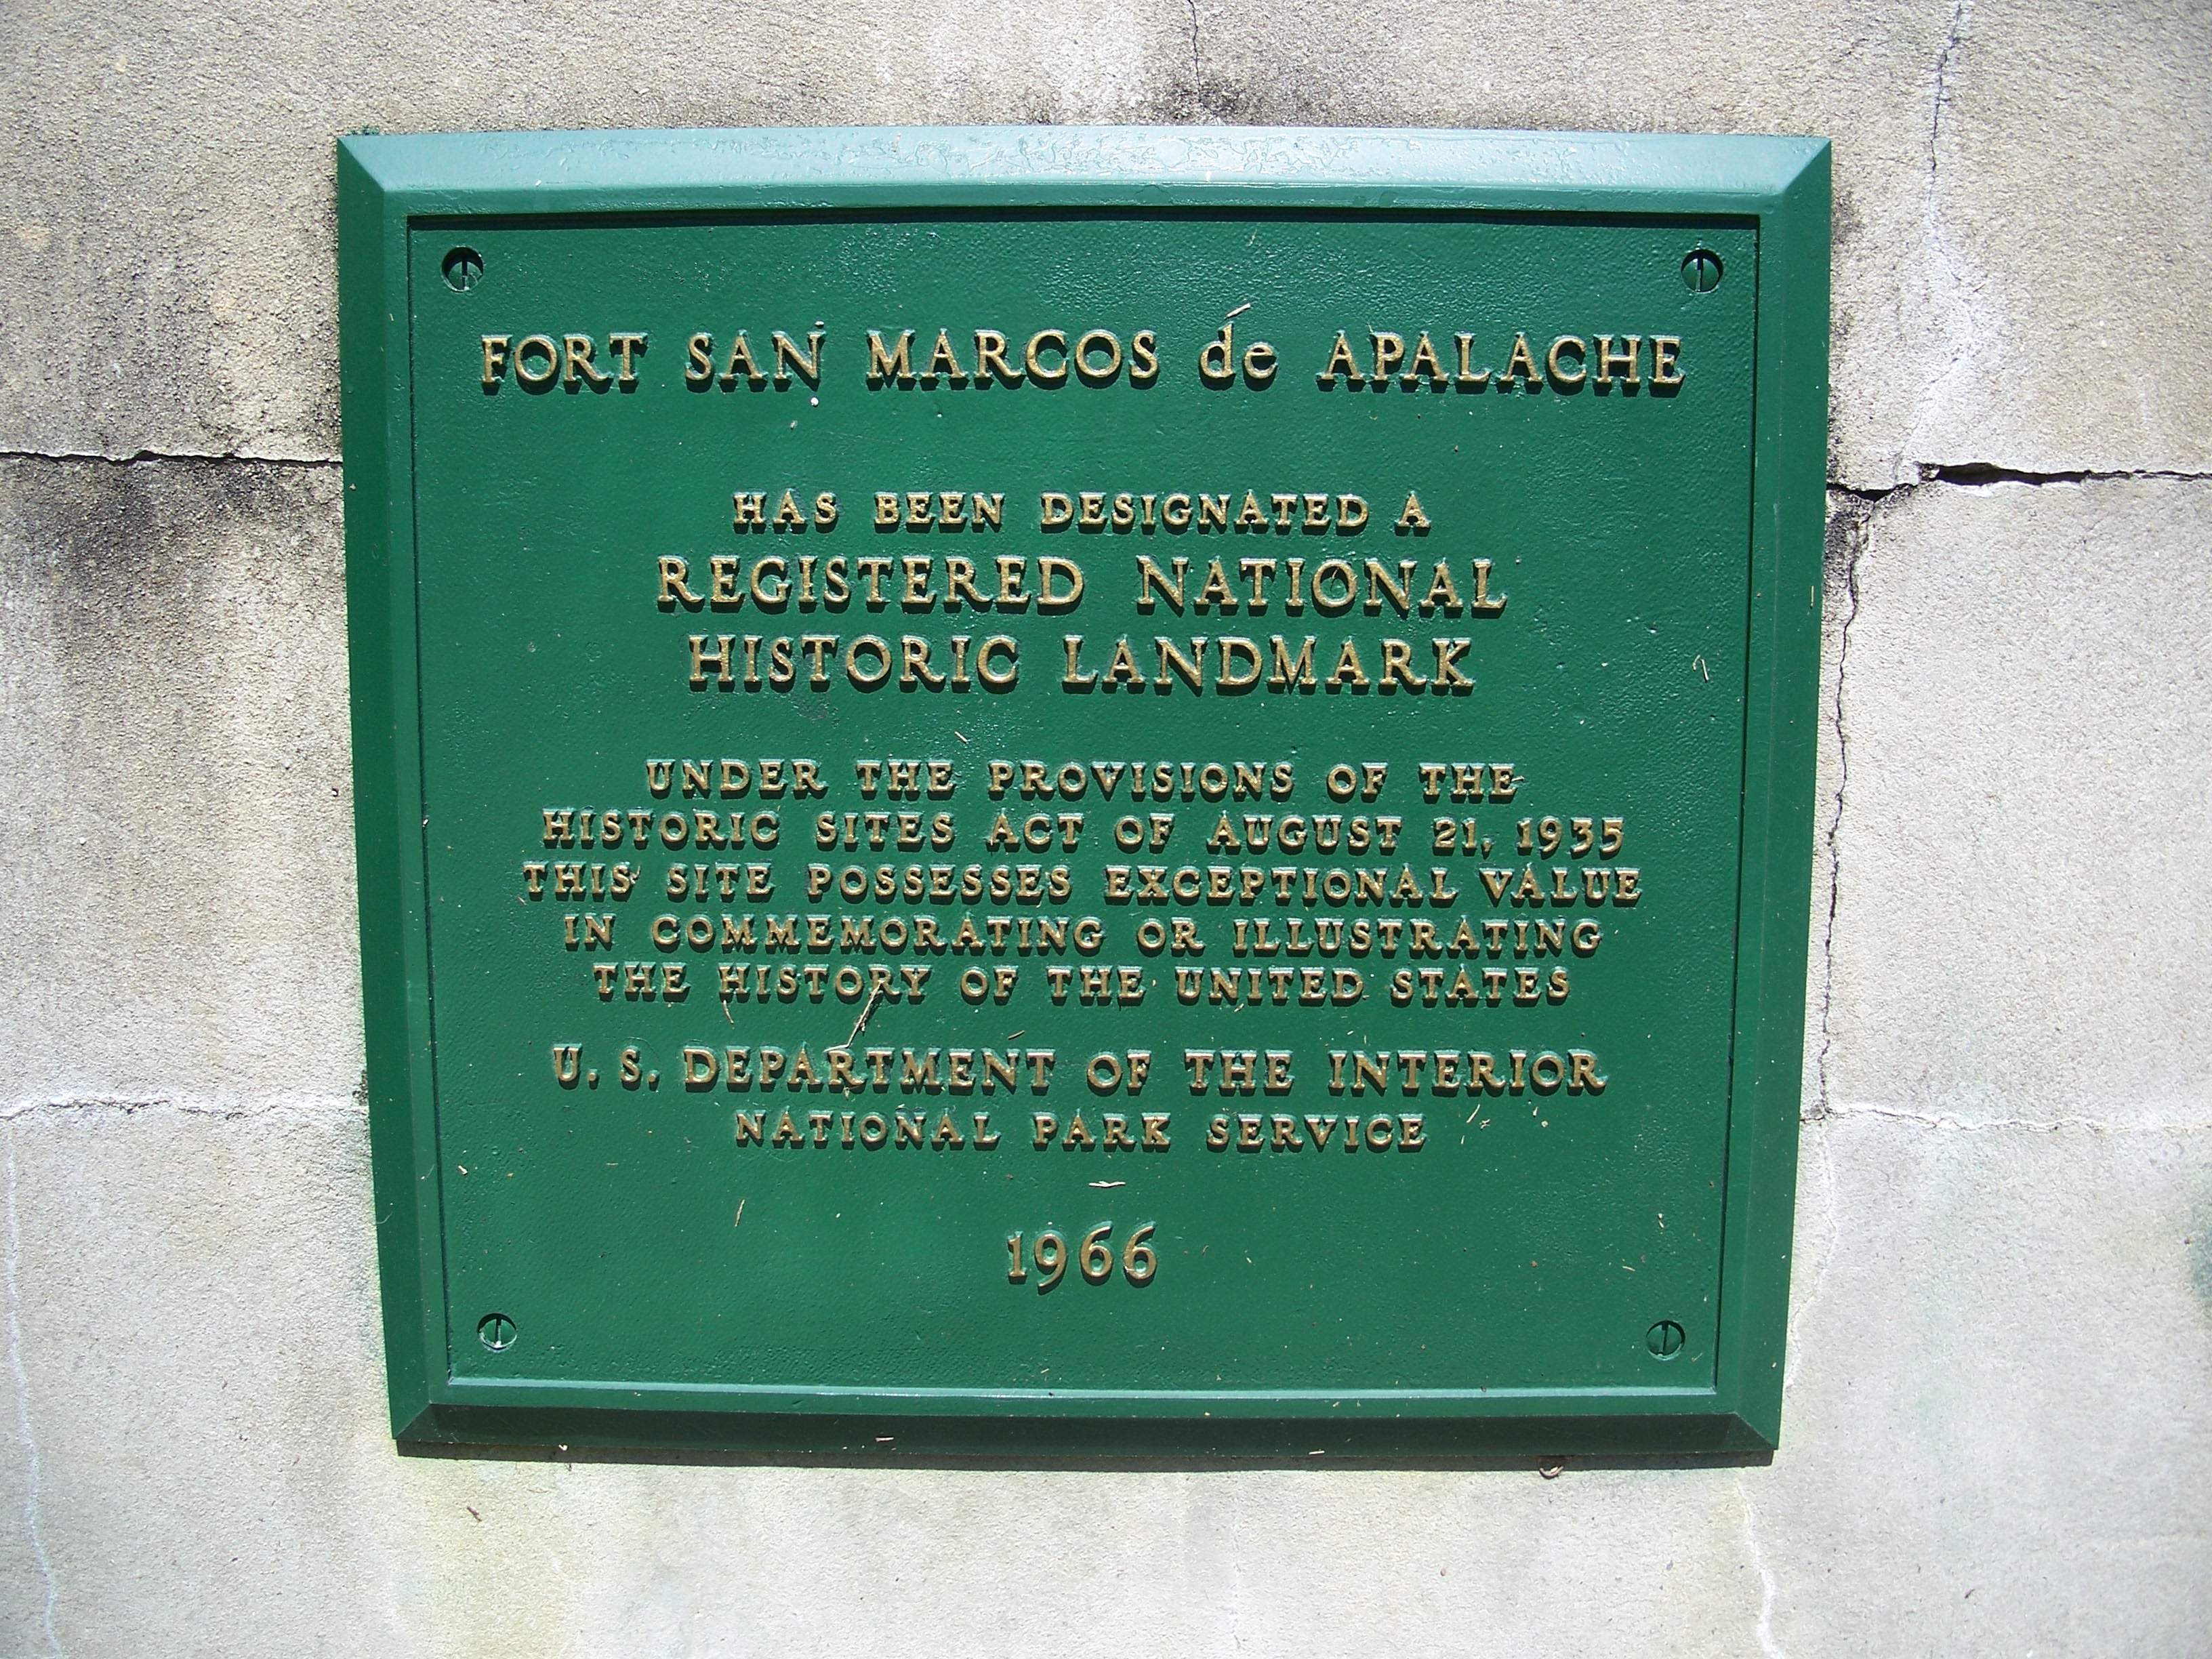 FORT SAN MARCOS de APALACHE
HAS BEEN DESIGNATED A
REGISTERED NATIONAL
HISTORIC LANDMARK
UNDER THE PROVISIONS OF THE
HISTORIC SITES ACT OF AUGUST 21, 1935
THIS SITE POSSESSES EXCEPTIONAL VALUE
IN COMMEMORATING OR ILLUSTRATING
THE HISTORY OF THE UNITED STATES
U. S. DEPARTMENT OF THE INTERIOR
NATIONAL PARK SERVICE
1966